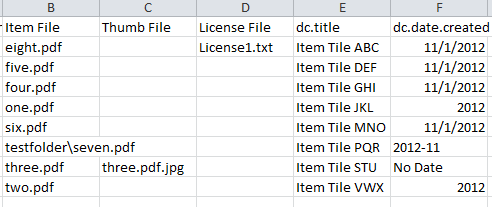 B C D E F
Item File Thumb File License File dc.title dc.date.created
eight.pdf License1.txt Item Tile ABC 11/1/2012
five.pdf Item Tile DEF 11/1/2012
four.pdf Item Tile GHI 11/1/2012
one.pdf Item Tile JKL 2012
six.pdf Item Tile MNO 11/1/2012
testfolder\seven.pdf Item Tile PQR 2012-11
three.pdf three.pdf.jpg Item Tile STU No Date
two.pdf Item Tile VWX 2012